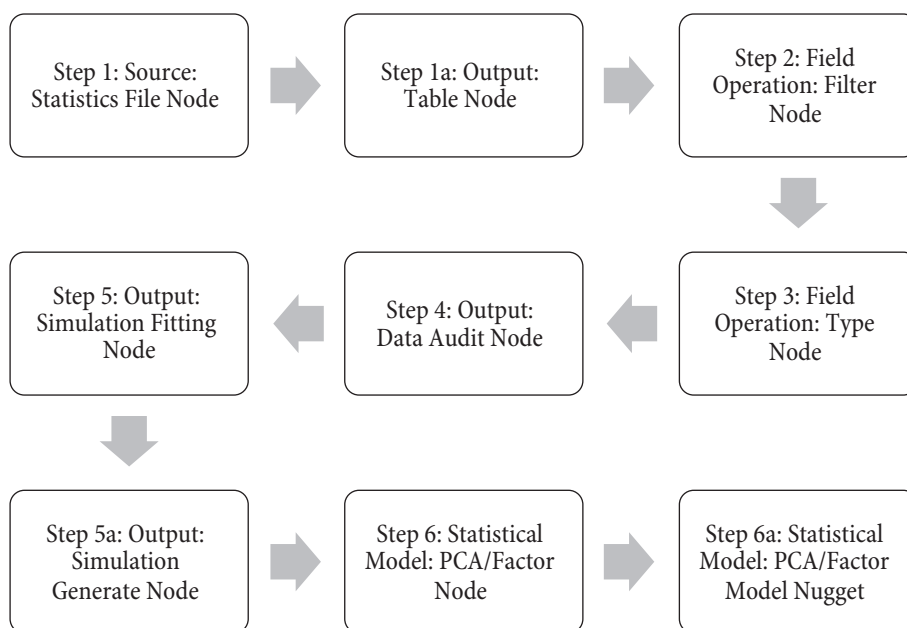 Step 1: Source:
Statistics File Node
Step 1a: Output:
Table Node
Step 2: Field
Operation: Filter
Node
Step 3: Field
Operation: Type
Node
Step 4: Output:
Data Audit Node
Step 5: Output:
Simulation Fitting
Node
Step 5a: Output:
Simulation
Generate Node
Step 6: Statistical
Model: PCA/Factor
Node
Step 6a: Statistical
Model: PCA/Factor
Model Nugget